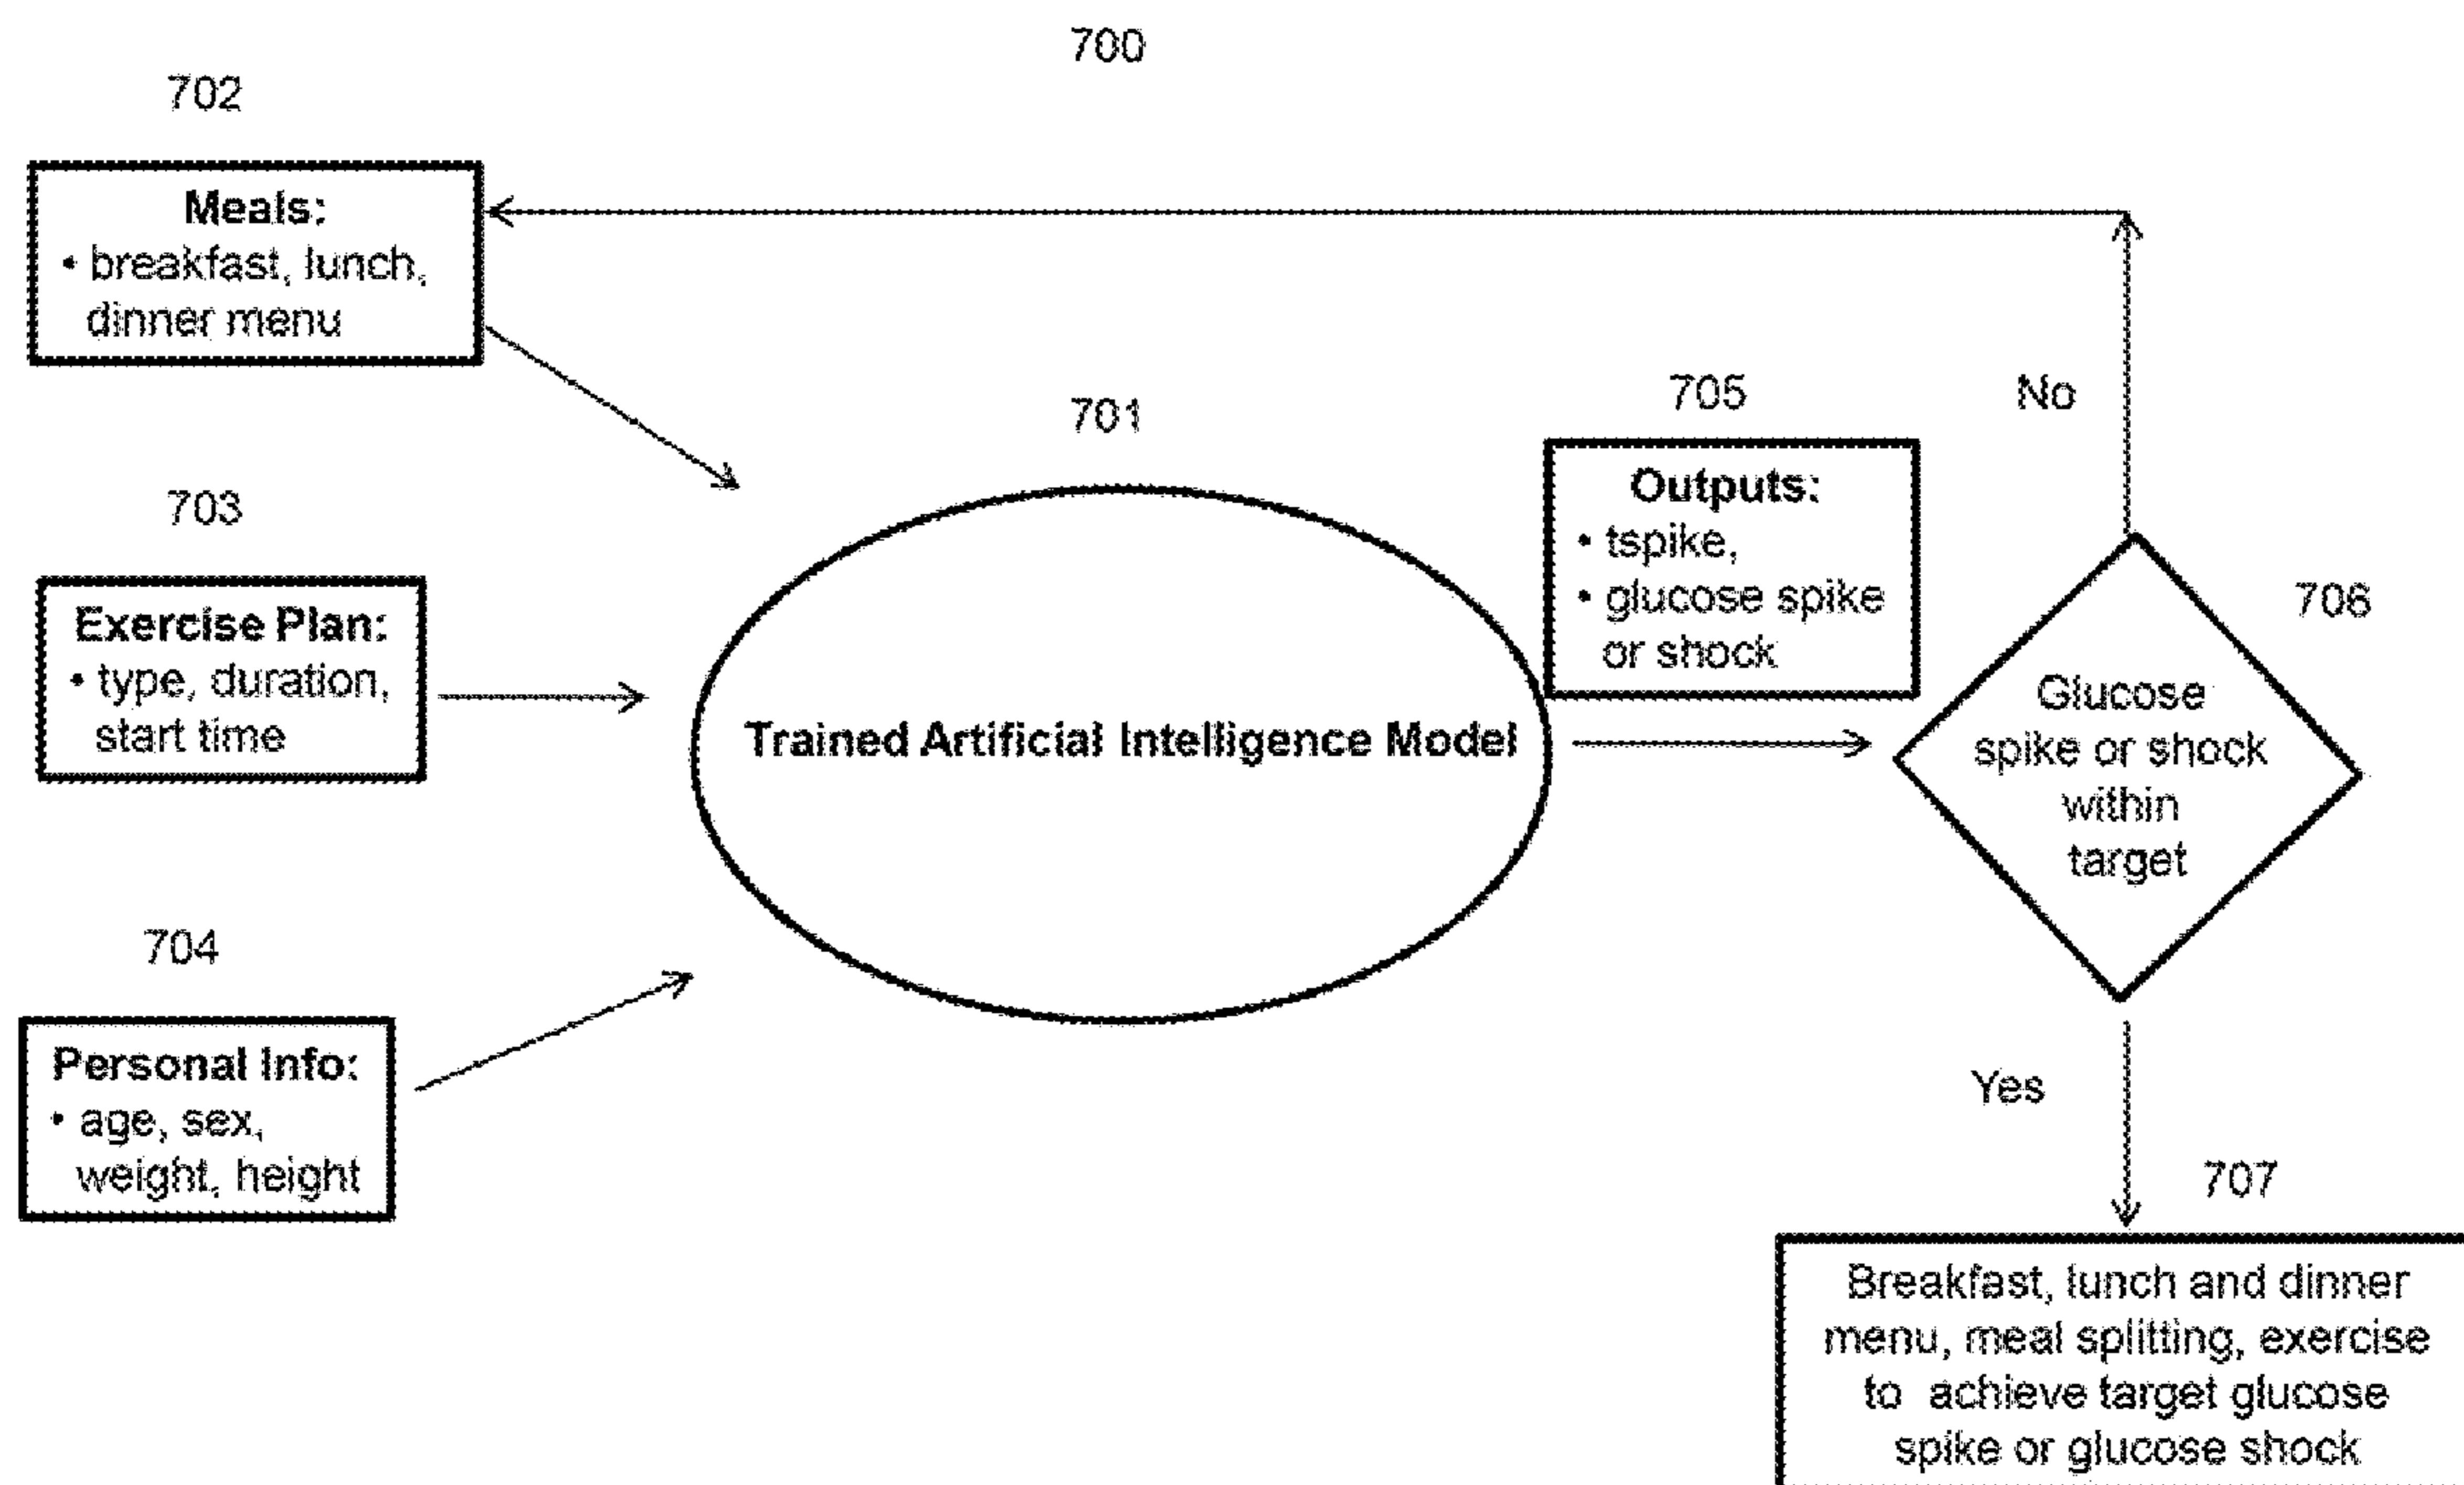 700
702
Meals:
• breakfast, lunch,
dinner menu
703
Exercise Plan:
• type, duration,
start time
704
Personal Info:
• age, sex,
weight, height
701
Trained Artificial Intelligence Model
705
Outputs:
• tspike,
• glucose spike
or shock
No
706
Glucose
spike or shock
within
target
Yes
707
Breakfast, lunch and dinner
menu, meal splitting, exercise
to achieve target glucose
spike or glucose shock